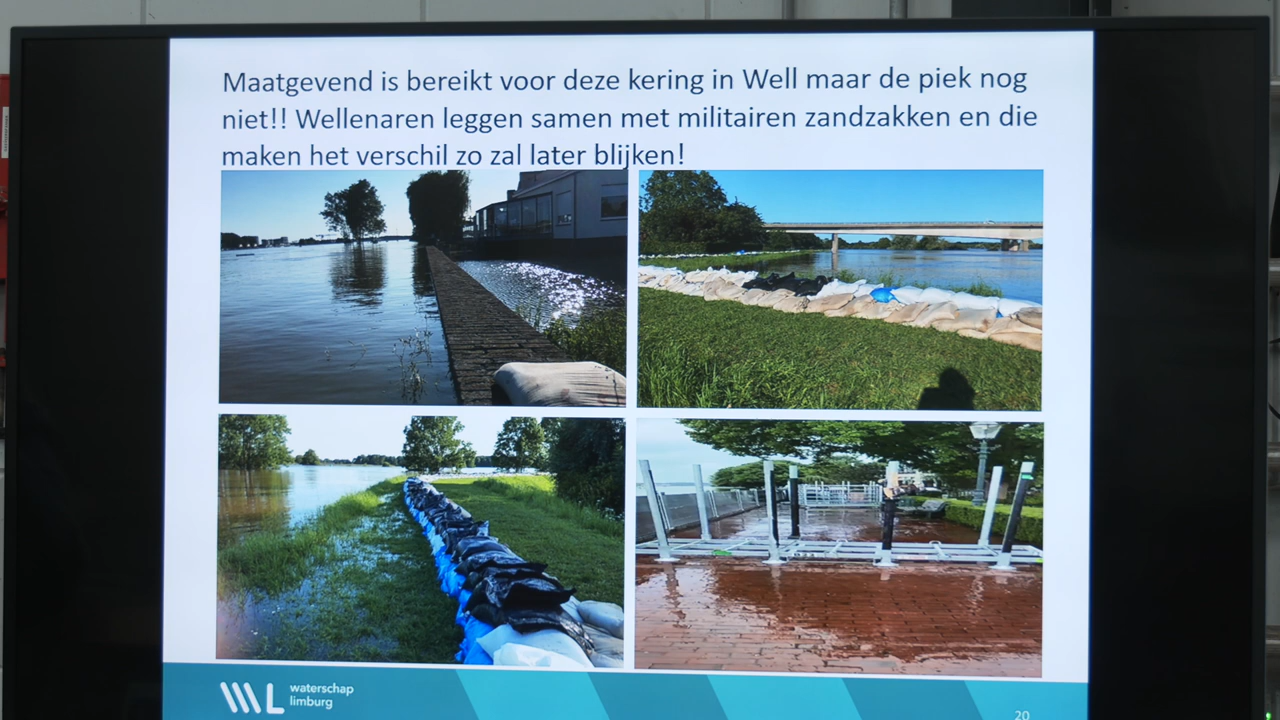 Maatgevend is bereikt voor deze kering in Well maar de piek nog
niet!! Wellenaren leggen samen met militairen zandzakken en die
maken het verschil zo zal later blijken!
WL waterschap
limburg
20